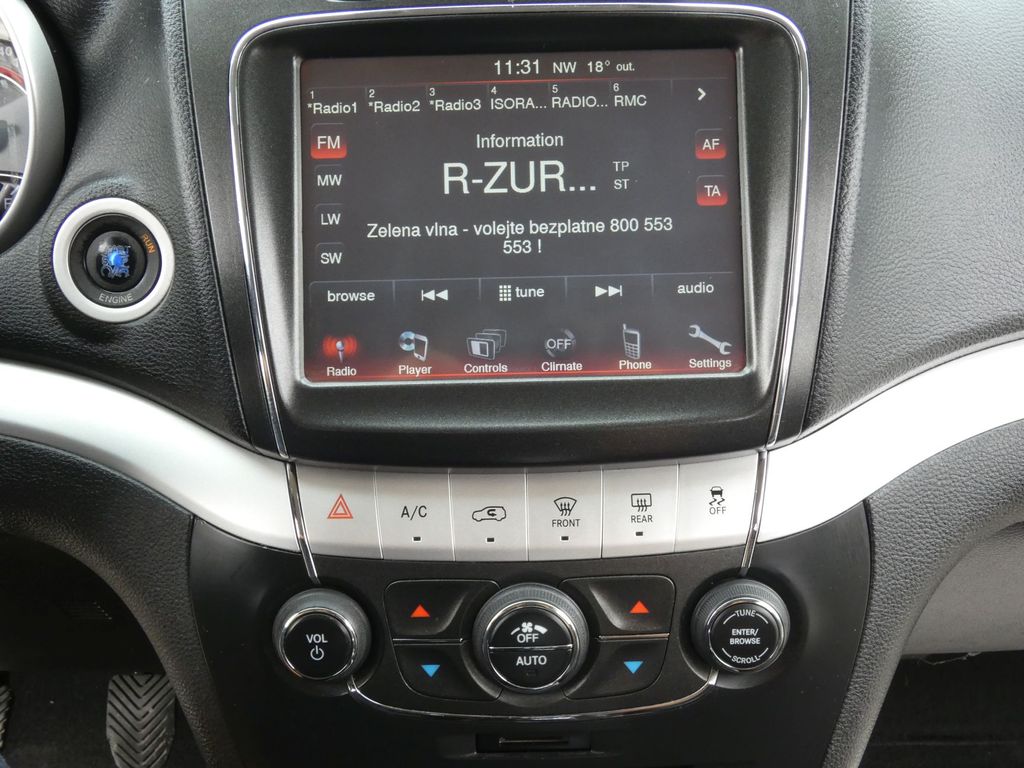 11:31 NW 18° out.
1 2 3 4 5 6
*Radio1 *Radio2 *Radio3 ISORA... RADIO... RMC
FM Information AF
MW R-ZUR... TP
ST
TA
LW Zelena vlna - volejte bezplatne 800 553
553 !
SW
browse tune audio
OFF
Radio Player Controls Climate Phone Settings
RUN
ENGINE
A/C FRONT REAR OFF
VOL
OFF
AUTO
TUNE
ENTER/
BROWSE
SCROLL